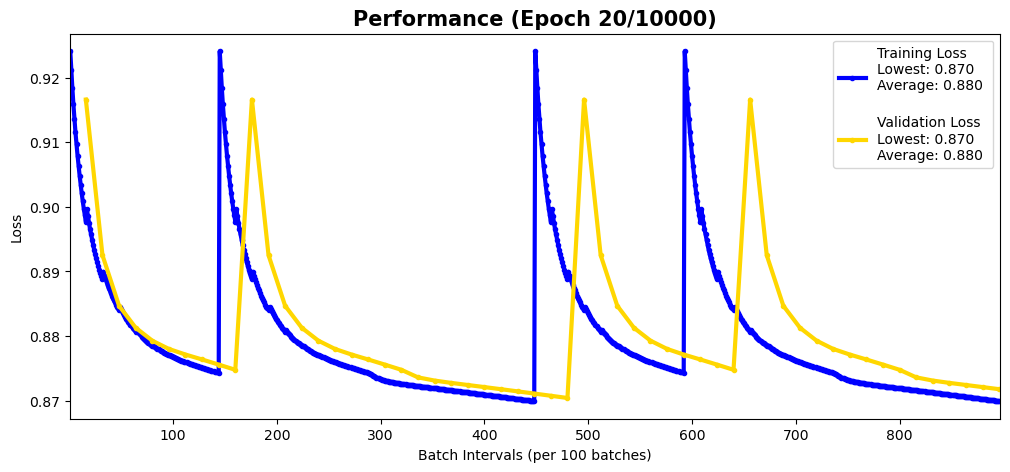 Performance (Epoch 20/10000)
Training Loss
Lowest: 0.870
Average: 0.880
Validation Loss
Lowest: 0.870
Average: 0.880
0.92
0.91
0.90
0.89
0.88
0.87
Loss
100
200
300
400
500
600
700
800
Batch Intervals (per 100 batches)